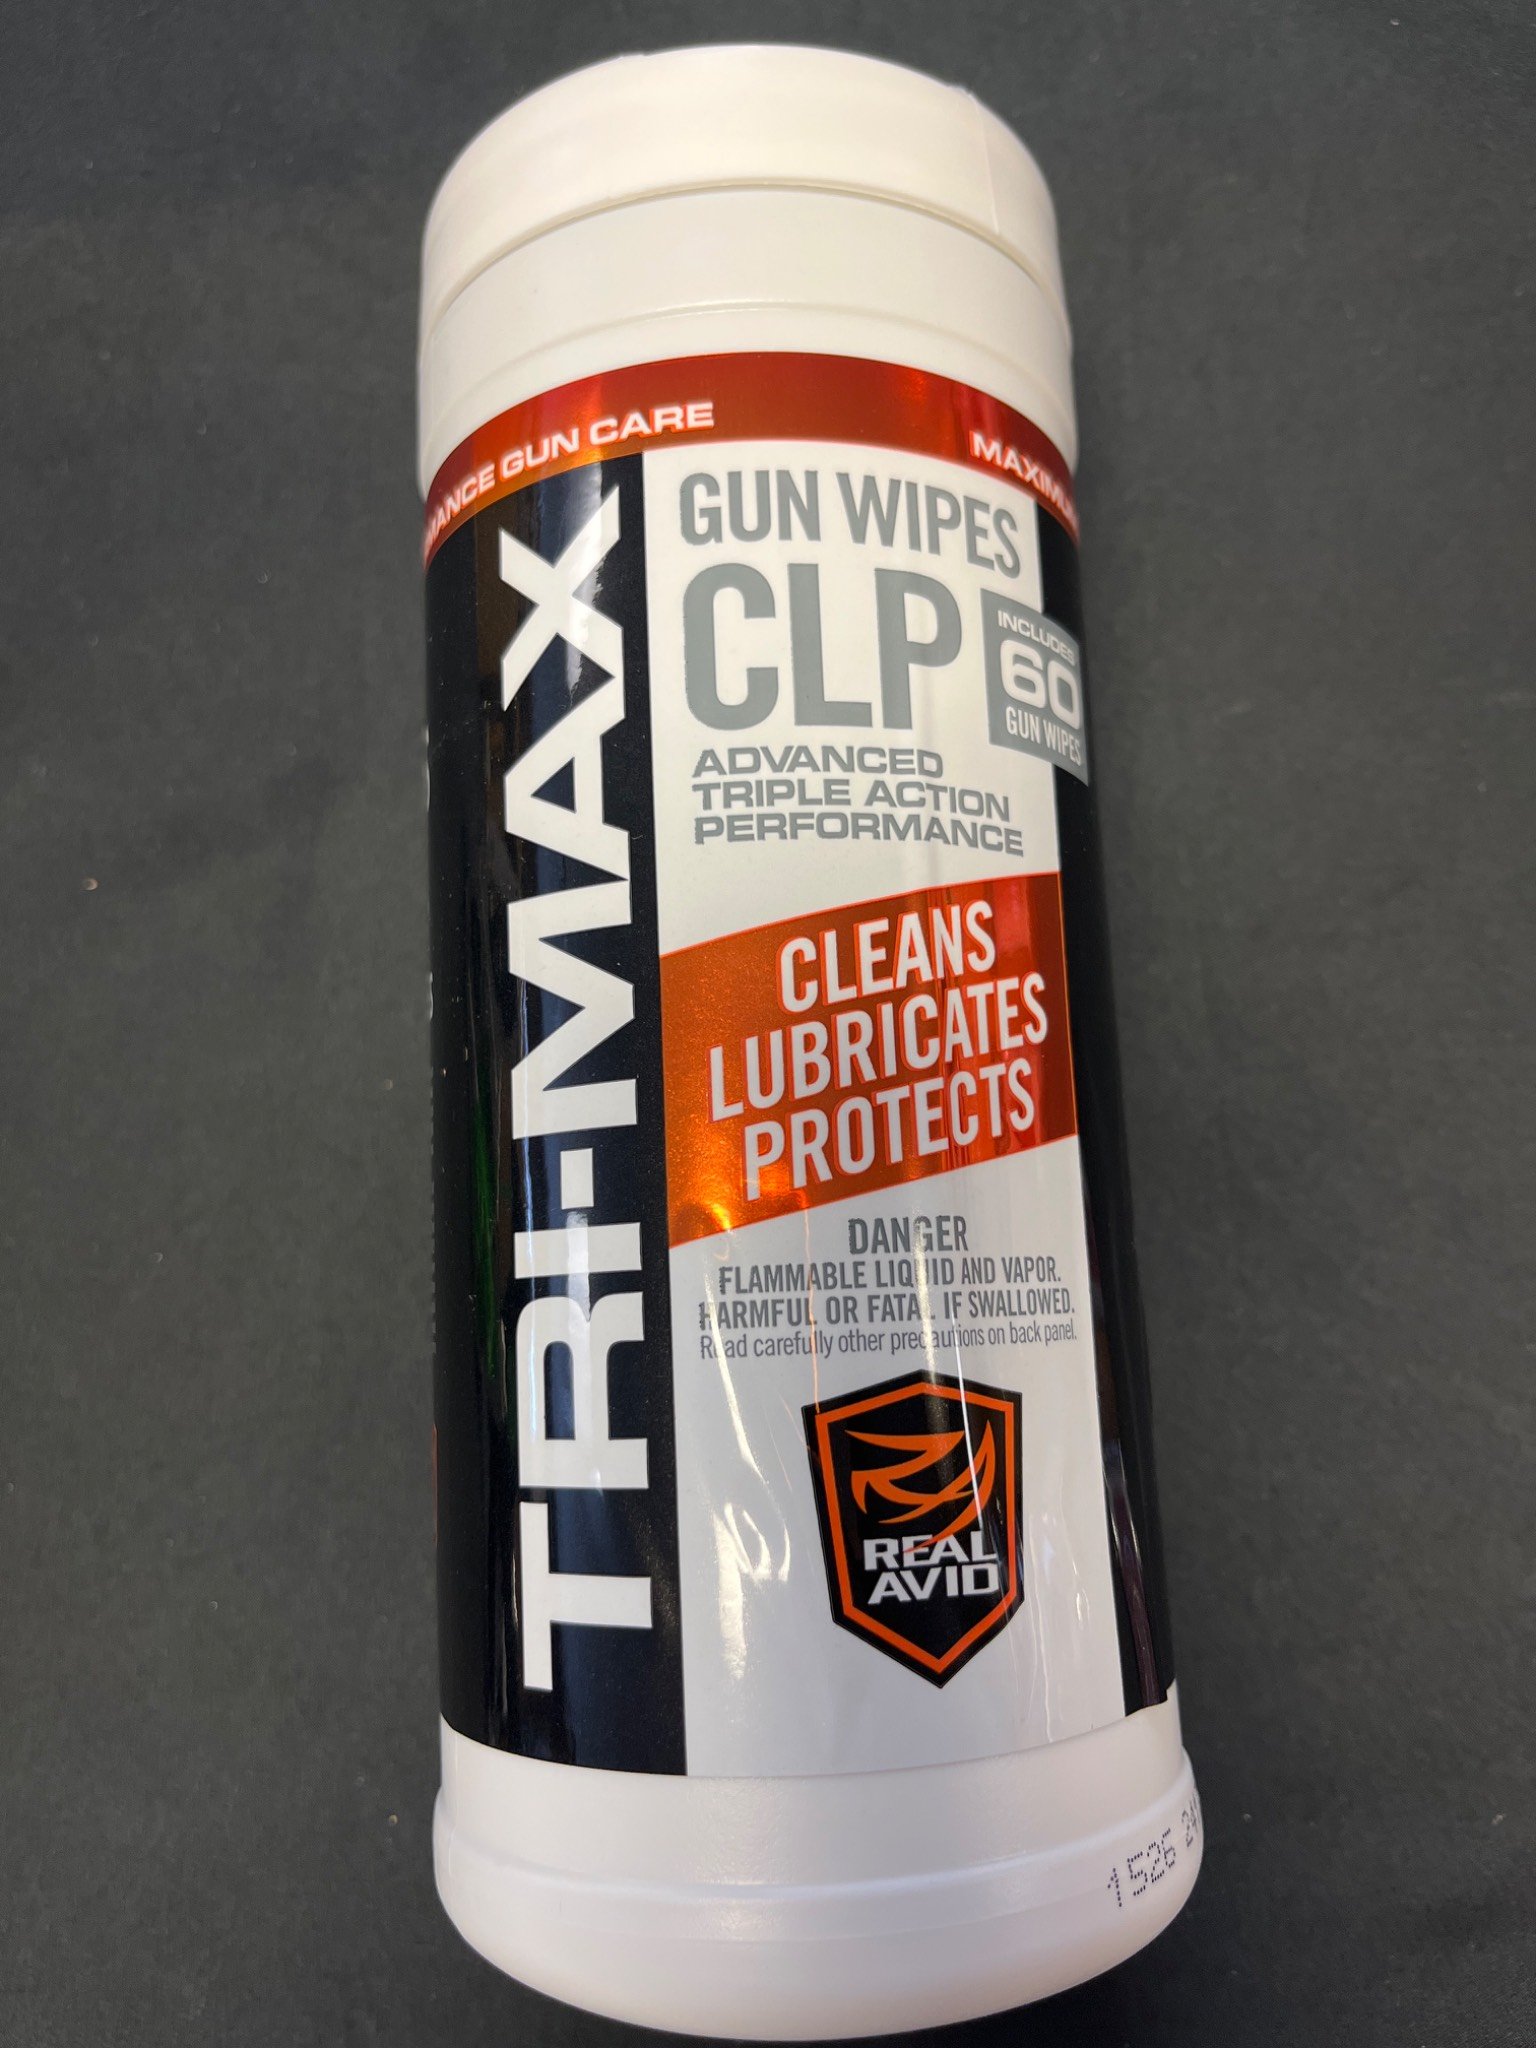 GUN CARE
TRI-MAX
GUN WIPES
CLP
INCLUDES
60
GUN WIPES
ADVANCED
TRIPLE ACTION
PERFORMANCE
CLEANS
LUBRICATES
PROTECTS
DANGER
FLAMMABLE LIQUID AND VAPOR.
HARMFUL OR FATAL IF SWALLOWED.
Read carefully other precautions on back panel.
REAL
AVID
1526